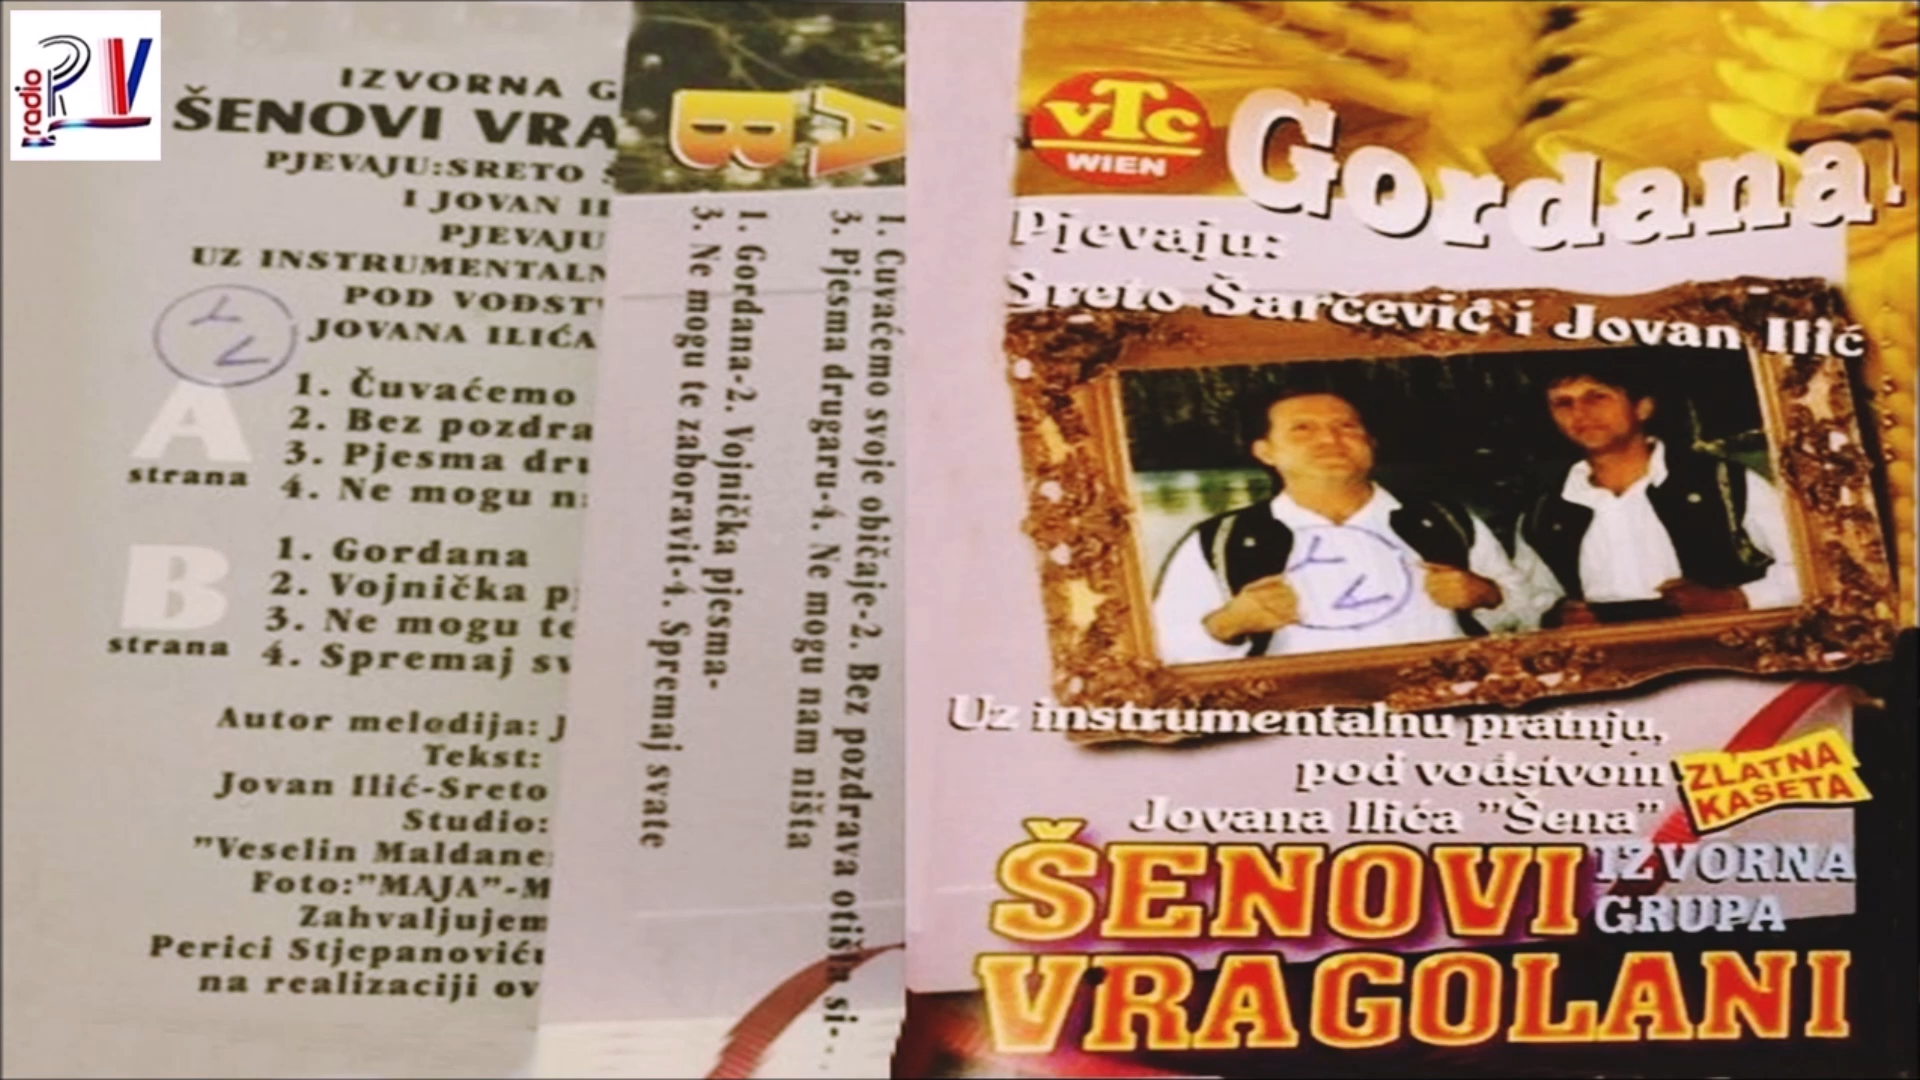 radio PV
IZVORNA G
ŠENOVI VRA
PJEVAJU:SRETO
I JOVAN
PJEVAJU
UZ INSTRUMENTALN
POD VODST
JOVANA ILIĆA
A
strana
1. Čuvaćemo
2. Bez pozdra
3. Pjesma dru
4. Ne mogu n
B
strana
1. Gordana
2. Vojnička p
3. Ne mogu te
4. Spremaj sv
Autor melodija: J
Tekst:
Jovan Ilić-Sreto
Studio:
"Veselin Maldane
Foto:"MAJA"-M
Zahvaljujem
Perici Stjepanoviću
na realizaciji ov
A
1. Čuvaćemo svoje običaje-2. Bez pozdrava otišla si-
3. Pjesma drugaru-4. Ne mogu nam ništa
B
1. Gordana-2. Vojnička pjesma-
3. Ne mogu te zaboravit-4. Spremaj svate
VTC
WIEN
Gordana!
Pjevaju:
Sreto Šarčević i Jovan Ilić
Uz instrumentalnu pratnju,
pod vodstvom
Jovana Ilića "Šena"
ZLATNA
KASETA
ŠENOVI
IZVORNA
GRUPA
VRAGOLANI